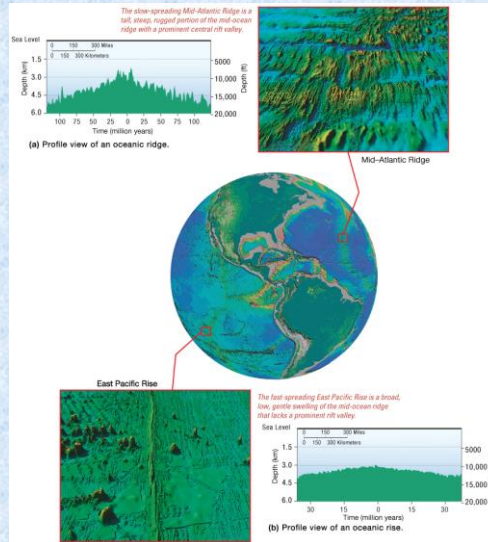 The slow-spreading Mid-Atlantic Ridge is a
tall, steep, rugged portion of the mid-ocean
ridge with a prominent central rift valley.
Sea Level
0 150 300 Miles
0 150 300 Kilometers
Depth (km)
1.5
3.0
4.5
6.0
5000
10,000
15,000
20,000
Depth (ft)
100 75 50 25 0 25 50 75 100
Time (million years)
(a) Profile view of an oceanic ridge.
Mid–Atlantic Ridge
East Pacific Rise
The fast-spreading East Pacific Rise is a broad,
low, gentle swelling of the mid-ocean ridge
that lacks a prominent rift valley.
Sea Level
0 150 300 Miles
0 150 300 Kilometers
Depth (km)
1.5
3.0
4.5
6.0
5000
10,000
15,000
20,000
Depth (ft)
30 15 0 15 30
Time (million years)
(b) Profile view of an oceanic rise.